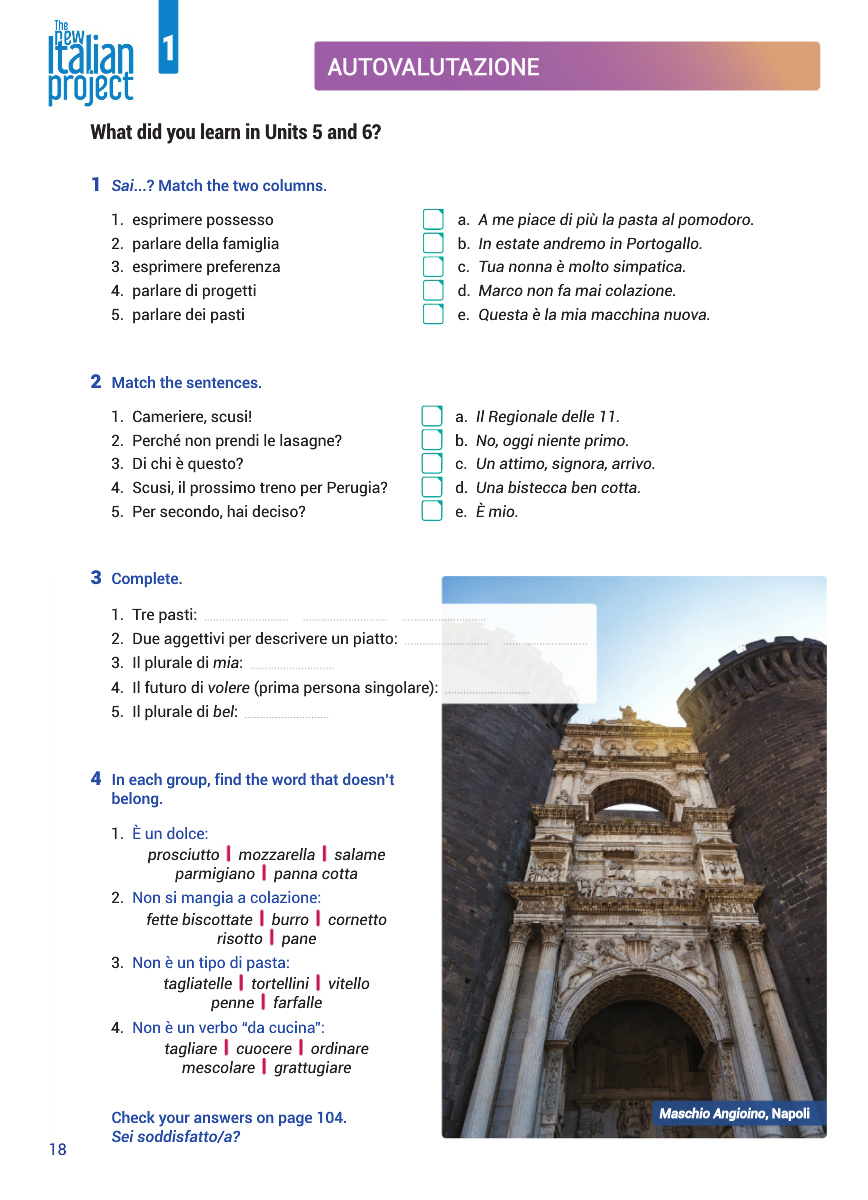 The
new
Italian
project
1
AUTOVALUTAZIONE
What did you learn in Units 5 and 6?
1 Sai...? Match the two columns.
1. esprimere possesso
2. parlare della famiglia
3. esprimere preferenza
4. parlare di progetti
5. parlare dei pasti
a. A me piace di più la pasta al pomodoro.
b. In estate andremo in Portogallo.
c. Tua nonna è molto simpatica.
d. Marco non fa mai colazione.
e. Questa è la mia macchina nuova.
2 Match the sentences.
1. Cameriere, scusi!
2. Perché non prendi le lasagne?
3. Di chi è questo?
4. Scusi, il prossimo treno per Perugia?
5. Per secondo, hai deciso?
a. Il Regionale delle 11.
b. No, oggi niente primo.
c. Un attimo, signora, arrivo.
d. Una bistecca ben cotta.
e. È mio.
3 Complete.
1. Tre pasti: ........................ ........................ ........................
2. Due aggettivi per descrivere un piatto: ........................ ........................
3. Il plurale di mia: ........................
4. Il futuro di volere (prima persona singolare): ........................
5. Il plurale di bel: ........................
4 In each group, find the word that doesn't
belong.
1. È un dolce:
prosciutto | mozzarella | salame
parmigiano | panna cotta
2. Non si mangia a colazione:
fette biscottate | burro | cornetto
risotto | pane
3. Non è un tipo di pasta:
tagliatelle | tortellini | vitello
penne | farfalle
4. Non è un verbo “da cucina”:
tagliare | cuocere | ordinare
mescolare | grattugiare
Check your answers on page 104.
Sei soddisfatto/a?
Maschio Angioino, Napoli
18